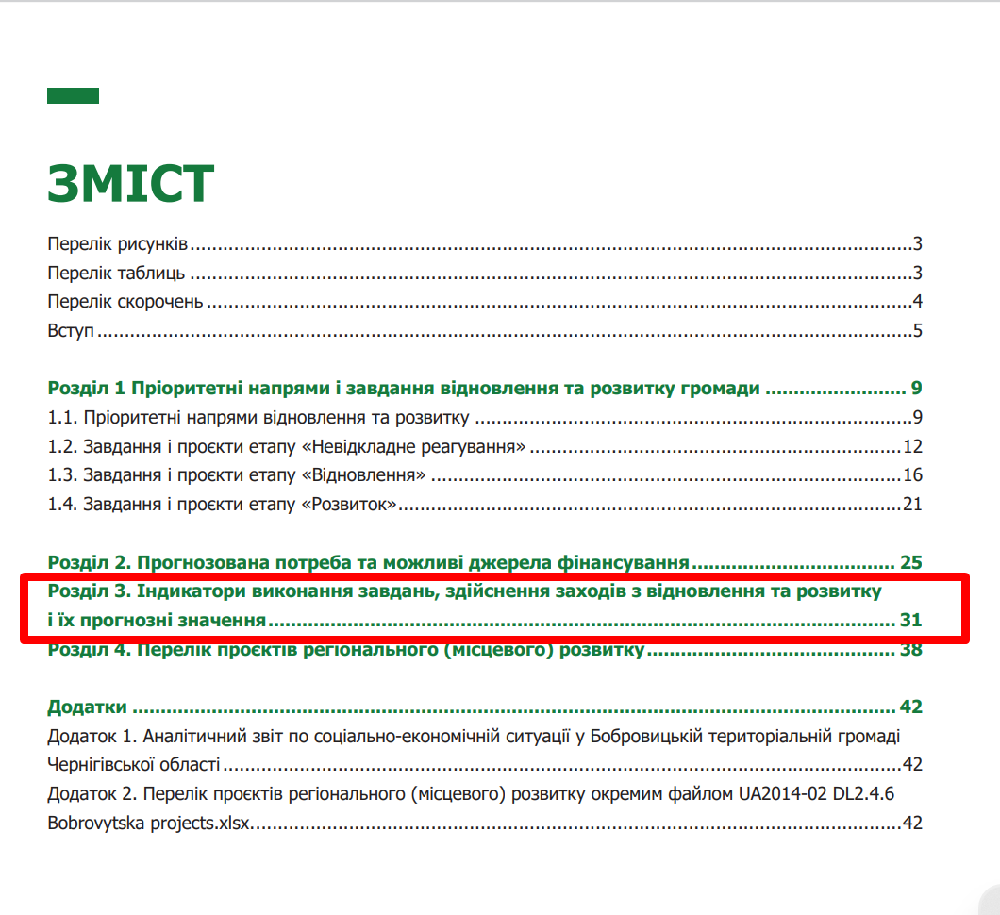 ЗМІСТ
Перелік рисунків.....................................................................................................3
Перелік таблиць .....................................................................................................3
Перелік скорочень ..................................................................................................4
Вступ ....................................................................................................................5
Розділ 1 Пріоритетні напрями і завдання відновлення та розвитку громади ......................... 9
1.1. Пріоритетні напрями відновлення та розвитку ..............................................................9
1.2. Завдання і проєкти етапу «Невідкладне реагування» .....................................................12
1.3. Завдання і проєкти етапу «Відновлення» ...................................................................16
1.4. Завдання і проєкти етапу «Розвиток»........................................................................21
Розділ 2. Прогнозована потреба та можливі джерела фінансування.................................... 25
Розділ 3. Індикатори виконання завдань, здійснення заходів з відновлення та розвитку
і їх прогнозні значення............................................................................................... 31
Розділ 4. Перелік проєктів регіонального (місцевого) розвитку............................................ 38
Додатки ....................................................................................................................... 42
Додаток 1. Аналітичний звіт по соціально-економічній ситуації у Бобровицькій територіальній громаді
Чернігівської області................................................................................................42
Додаток 2. Перелік проєктів регіонального (місцевого) розвитку окремим файлом UA2014-02 DL2.4.6
Bobrovytska projects.xlsx............................................................................................42